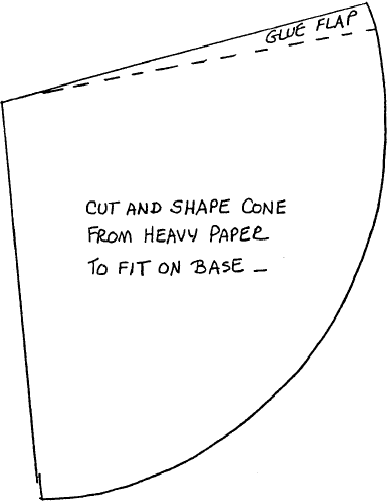 GLUE FLAP
CUT AND SHAPE CONE
FROM HEAVY PAPER
TO FIT ON BASE _